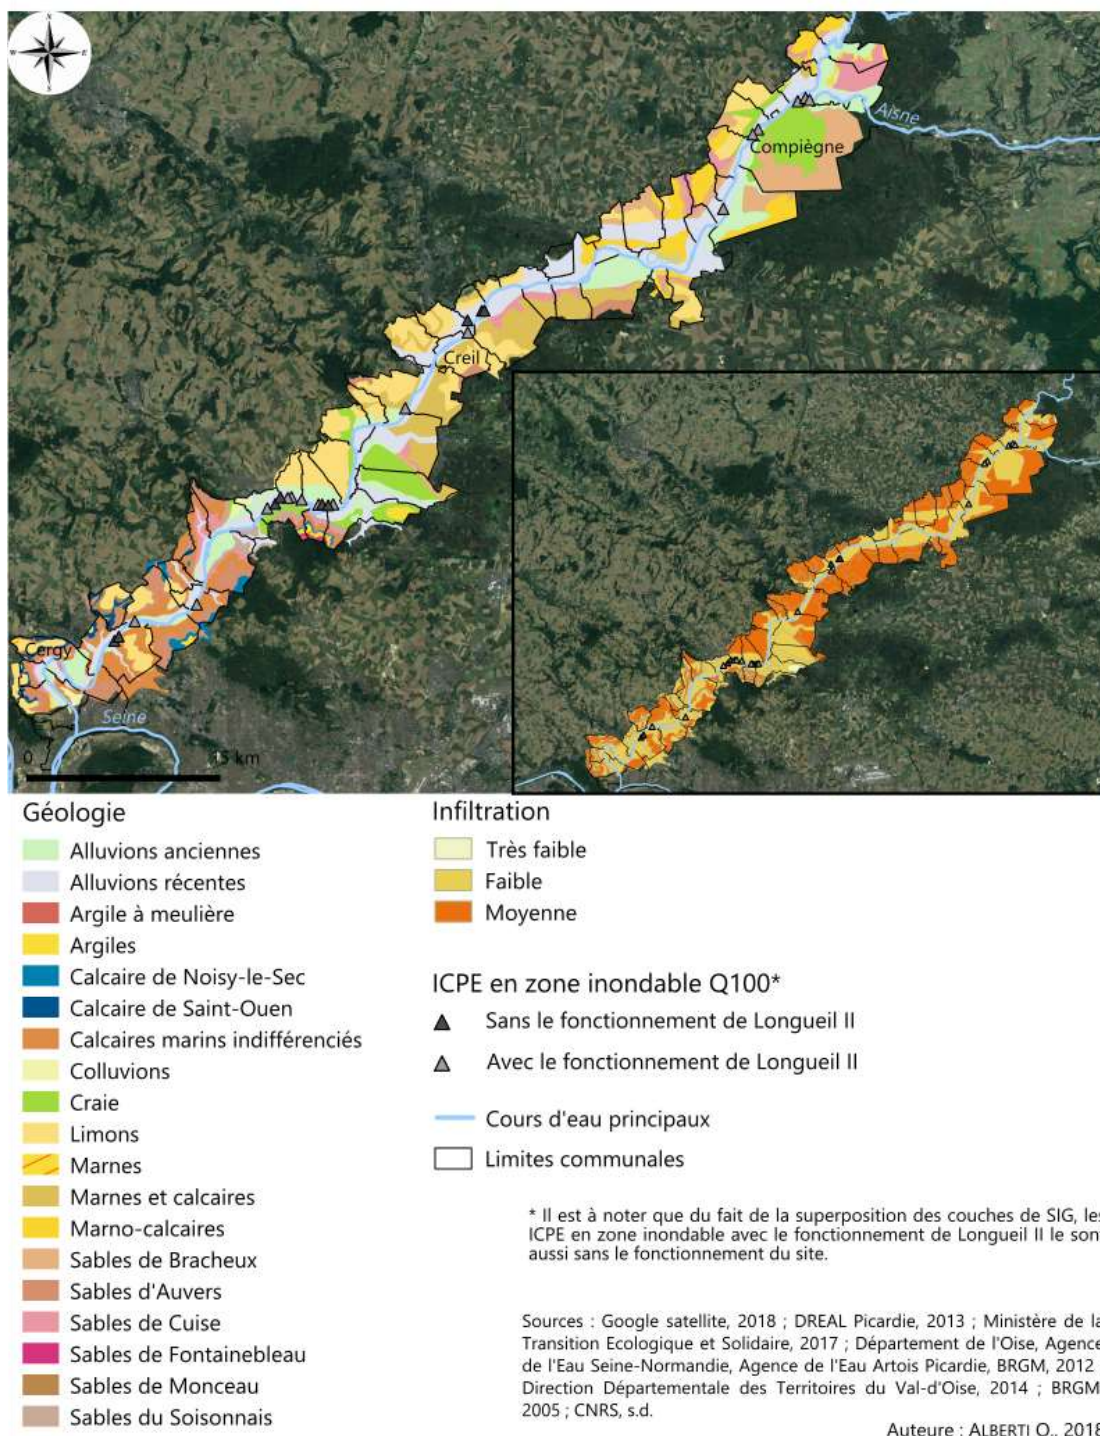 N
W
E
S
Aisne
Compiègne
Creil
Cergy
Seine
0
15 km
Géologie
Alluvions anciennes
Alluvions récentes
Argile à meulière
Argiles
Calcaire de Noisy-le-Sec
Calcaire de Saint-Ouen
Calcaires marins indifférenciés
Colluvions
Craie
Limons
Marnes
Marnes et calcaires
Marno-calcaires
Sables de Bracheux
Sables d'Auvers
Sables de Cuise
Sables de Fontainebleau
Sables de Monceau
Sables du Soisonnais
Infiltration
Très faible
Faible
Moyenne
ICPE en zone inondable Q100*
Sans le fonctionnement de Longueil II
Avec le fonctionnement de Longueil II
Cours d'eau principaux
Limites communales
* Il est à noter que du fait de la superposition des couches de SIG, les
ICPE en zone inondable avec le fonctionnement de Longueil II le sont
aussi sans le fonctionnement du site.
Sources : Google satellite, 2018 ; DREAL Picardie, 2013 ; Ministère de la
Transition Ecologique et Solidaire, 2017 ; Département de l'Oise, Agence
de l'Eau Seine-Normandie, Agence de l'Eau Artois Picardie, BRGM, 2012
Direction Départementale des Territoires du Val-d'Oise, 2014 ; BRGM,
2005 ; CNRS, s.d.
Auteure : ALBERTI O., 2018